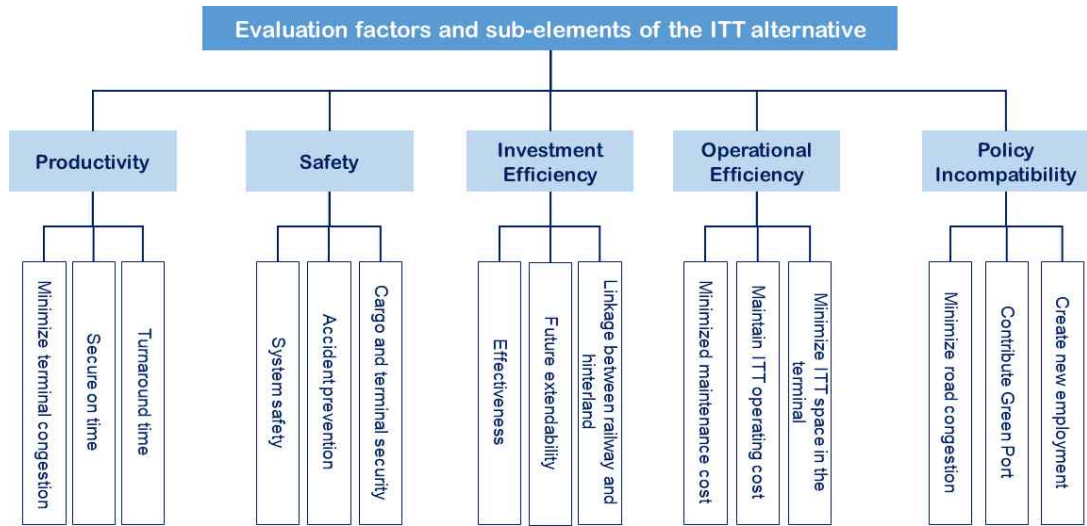 Evaluation factors and sub-elements of the ITT alternative
Productivity
Safety
Investment
Efficiency
Operational
Efficiency
Policy
Incompatibility
Minimize terminal congestion
Secure on time
Turnaround time
System safety
Accident prevention
Cargo and terminal security
Effectiveness
Future extendability
Linkage between railway and
hinterland
Minimized maintenance cost
Maintain ITT operating cost
Minimize ITT space in the
terminal
Minimize road congestion
Contribute Green Port
Create new employment